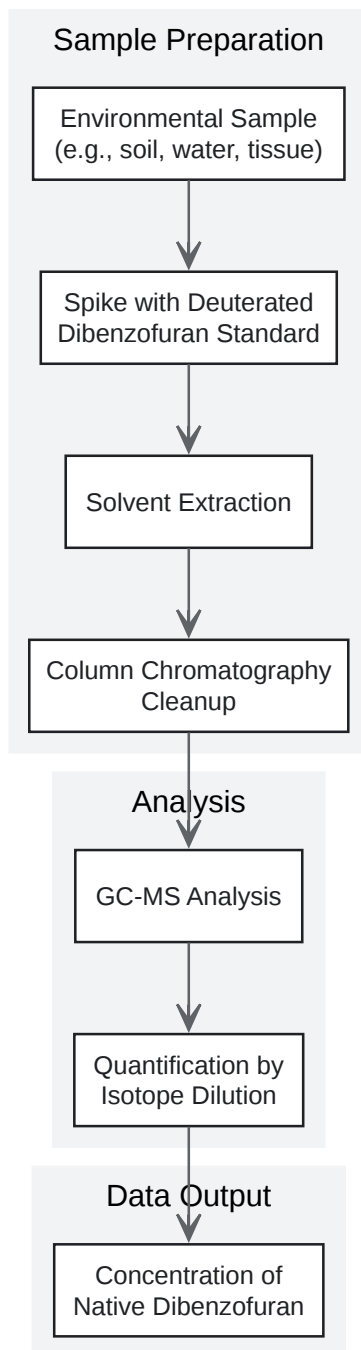 Sample Preparation
Environmental Sample
(e.g., soil, water, tissue)
Spike with Deuterated
Dibenzofuran Standard
Solvent Extraction
Column Chromatography
Cleanup
Analysis
GC-MS Analysis
Quantification by
Isotope Dilution
Data Output
Concentration of
Native Dibenzofuran